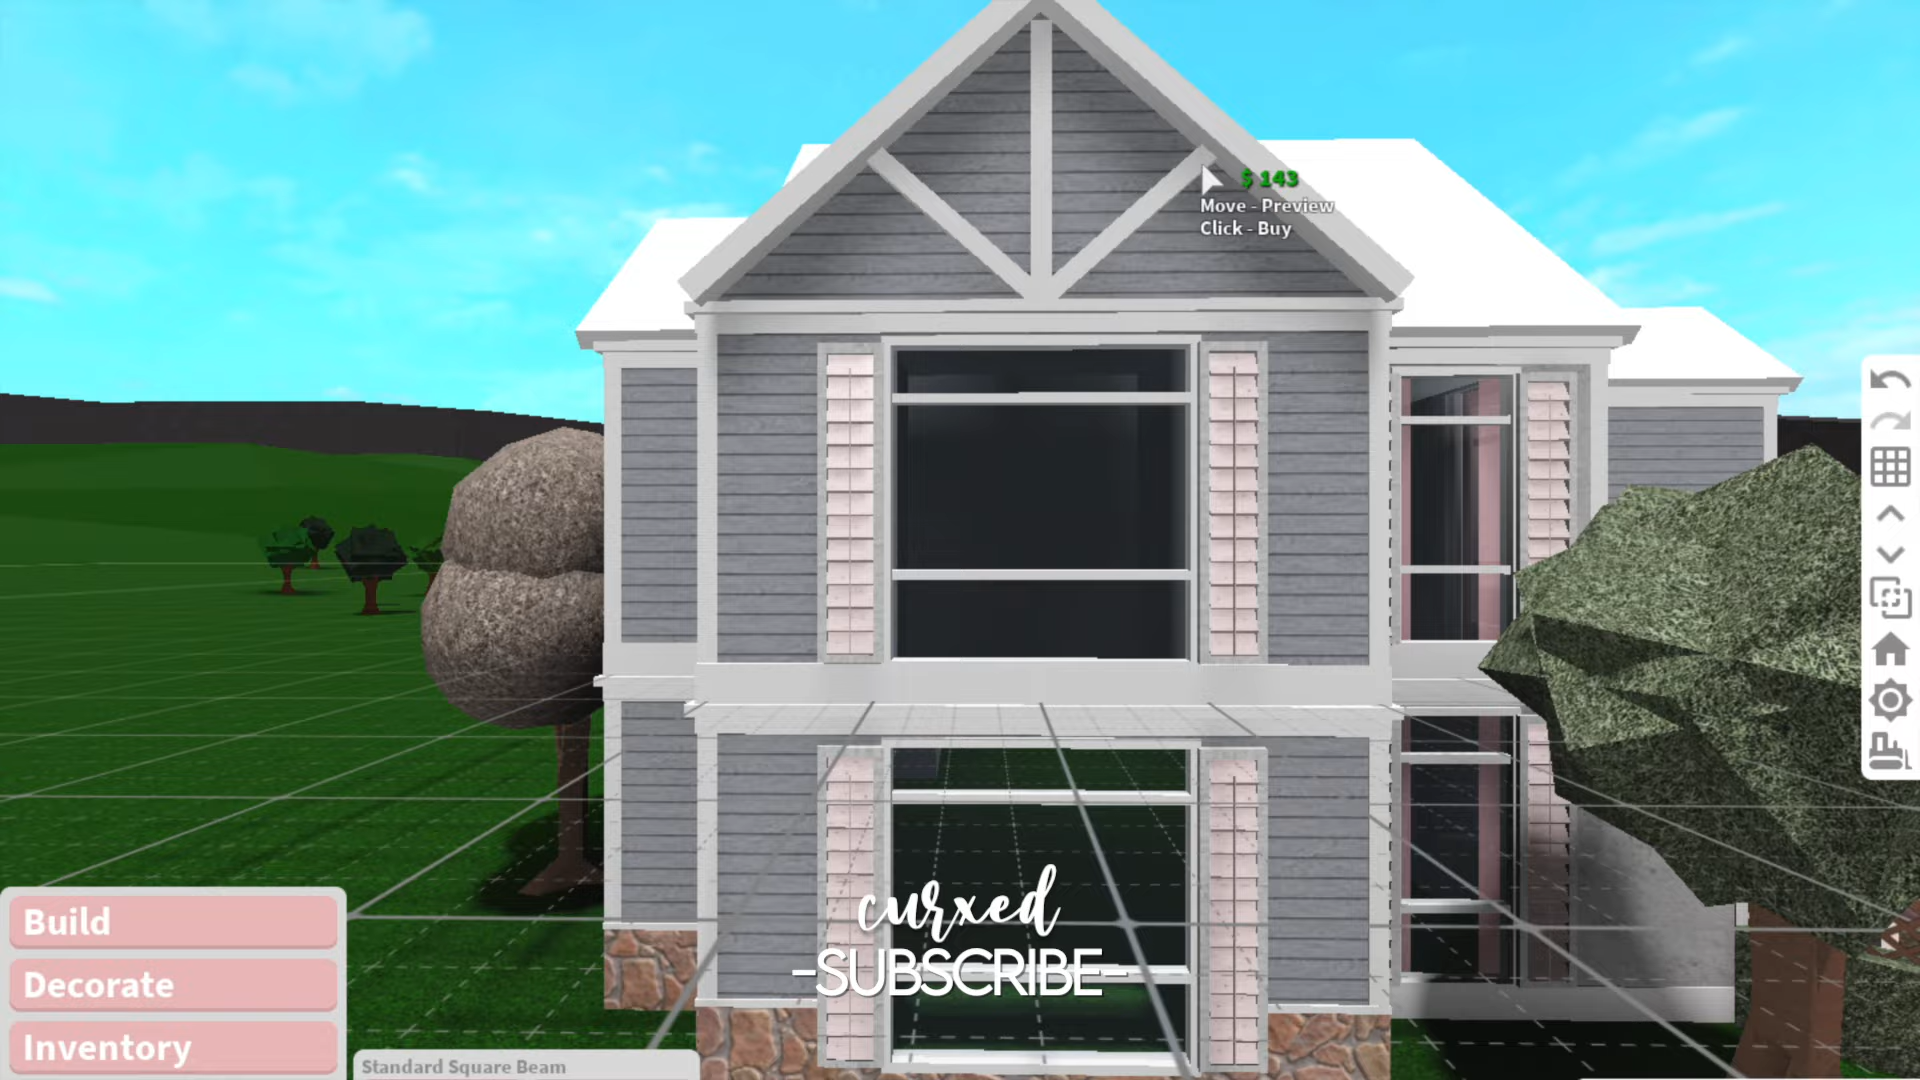 $ 143
Move - Preview
Click - Buy
curxed
-SUBSCRIBE-
Build
Decorate
Inventory
Standard Square Beam